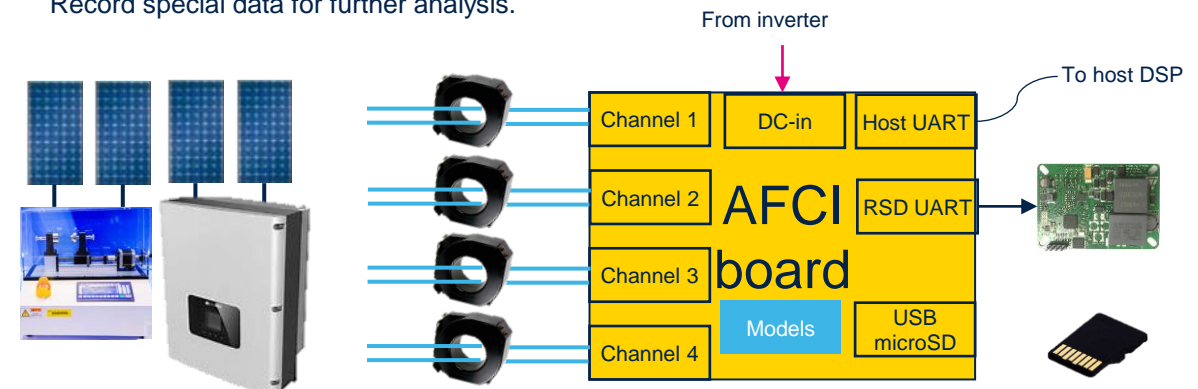 Record special data for further analysis.
From inverter
To host DSP
Channel 1
DC-in
Host UART
Channel 2
AFCI
RSD UART
Channel 3
board
Models
USB
microSD
Channel 4